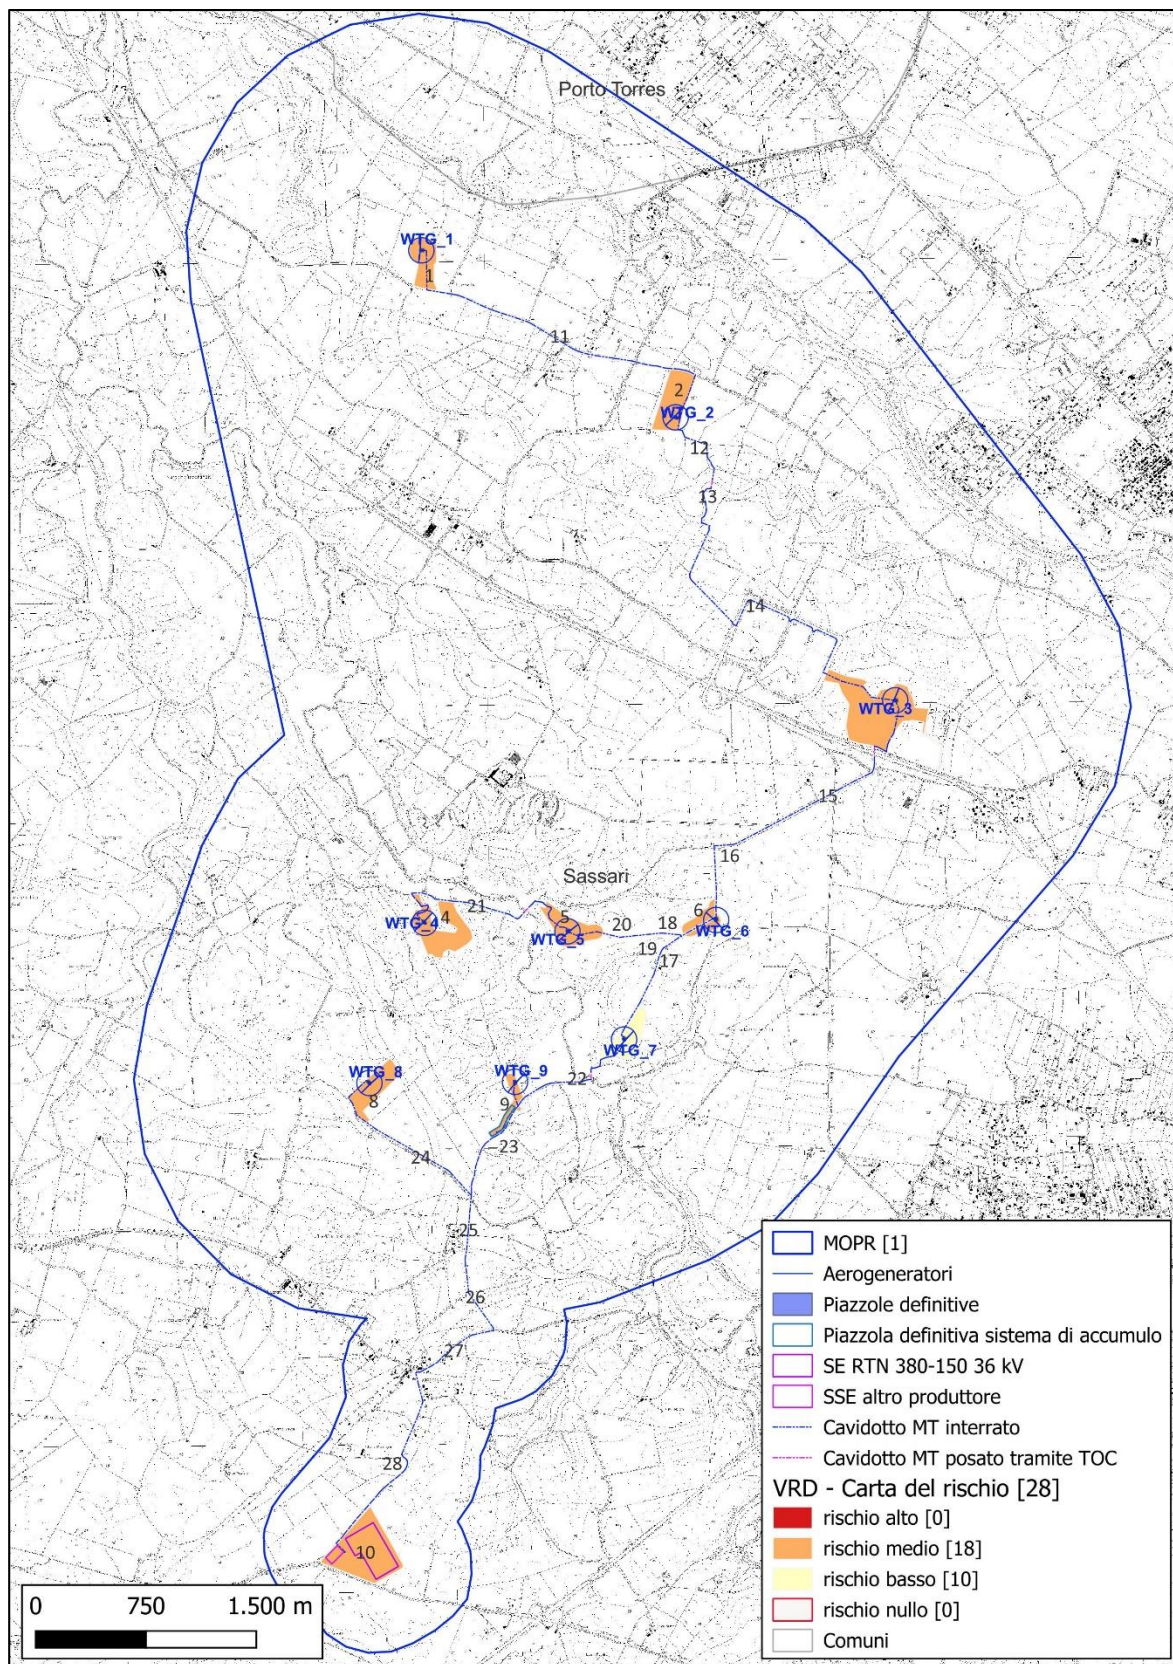 Porto Torres
WTG_1
1
11
2
WTG_2
12
13
14
WTG_3
15
16
Sassari
21
4
WTG_4
5
WTG_5
20
18
6
WTG_6
19
17
WTG_7
WTG_8
8
WTG_9
9
22
23
24
25
26
27
28
10
MOPR [1]
Aerogeneratori
Piazzole definitive
Piazzola definitiva sistema di accumulo
SE RTN 380-150 36 kV
SSE altro produttore
Cavidotto MT interrato
Cavidotto MT posato tramite TOC
VRD - Carta del rischio [28]
rischio alto [0]
rischio medio [18]
rischio basso [10]
rischio nullo [0]
Comuni
0 750 1.500 m